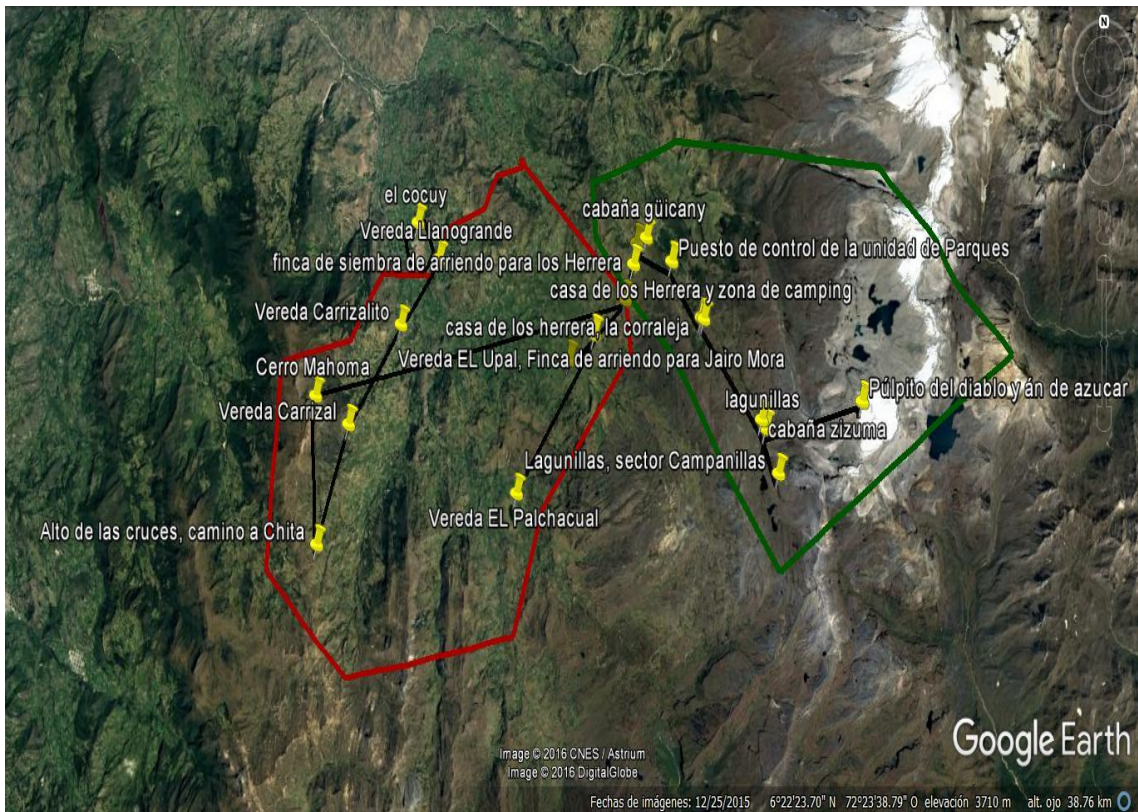 N
el cocuy
cabaña güicany
Vereda Llanogrande
Puesto de control de la unidad de Parques
finca de siembra de arriendo para los Herrera
casa de los Herrera y zona de camping
Vereda Carrizalito
casa de los herrera, la corraleja
Vereda EL Upal, Finca de arriendo para Jairo Mora
Cerro Mahoma
Púlpito del diablo y án de azucar
lagunillas
Vereda Carrizal
cabaña zizuma
Lagunillas, sector Campanillas
Vereda EL Palchacual
Alto de las cruces, camino a Chita
Google Earth
Image © 2016 CNES / Astrium
Image © 2016 DigitalGlobe
Fechas de imágenes: 12/25/2015 6°22'23.70" N 72°23'38.79" O elevación 3710 m alt. ojo 38.76 km